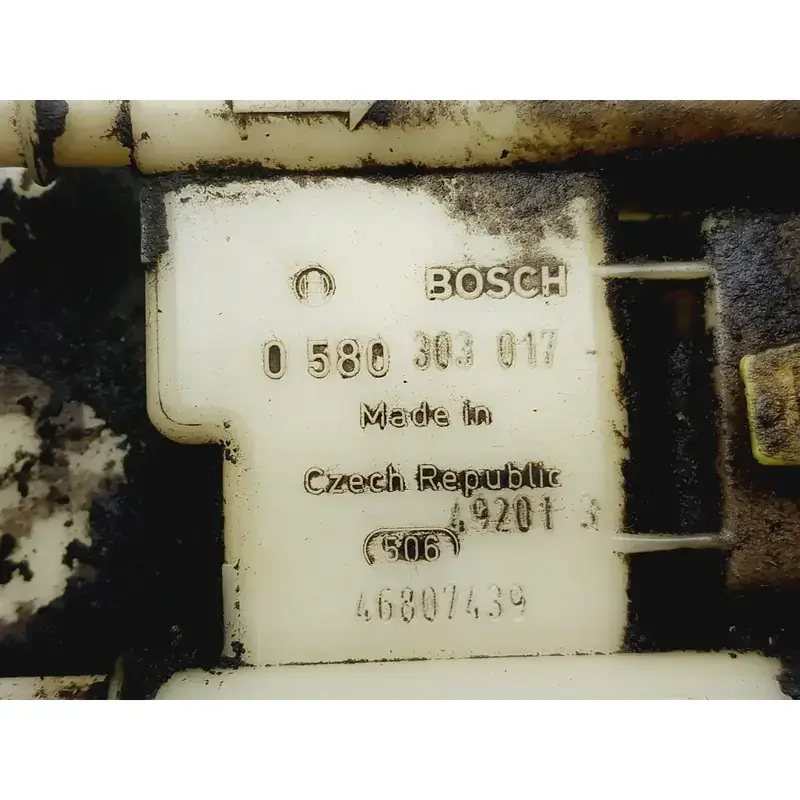 BOSCH
0 580 303 017
Made in
Czech Republic
49201 3
506
46807439